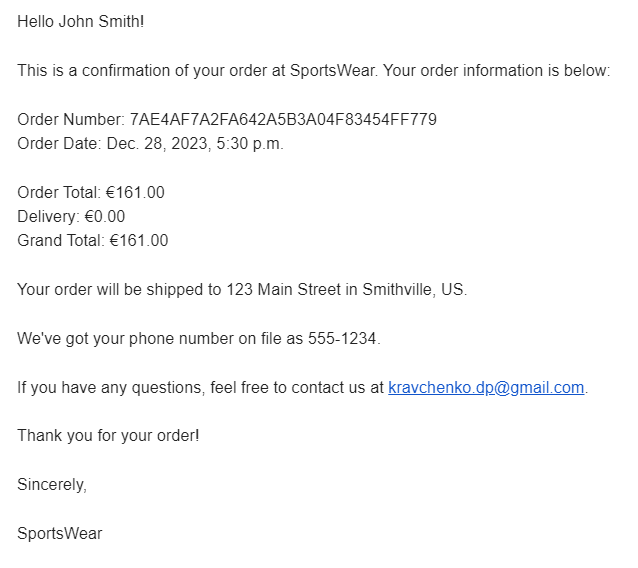 Hello John Smith!
This is a confirmation of your order at SportsWear. Your order information is below:
Order Number: 7AE4AF7A2FA642A5B3A04F83454FF779
Order Date: Dec. 28, 2023, 5:30 p.m.
Order Total: €161.00
Delivery: €0.00
Grand Total: €161.00
Your order will be shipped to 123 Main Street in Smithville, US.
We've got your phone number on file as 555-1234.
If you have any questions, feel free to contact us at kravchenko.dp@gmail.com.
Thank you for your order!
Sincerely,
SportsWear